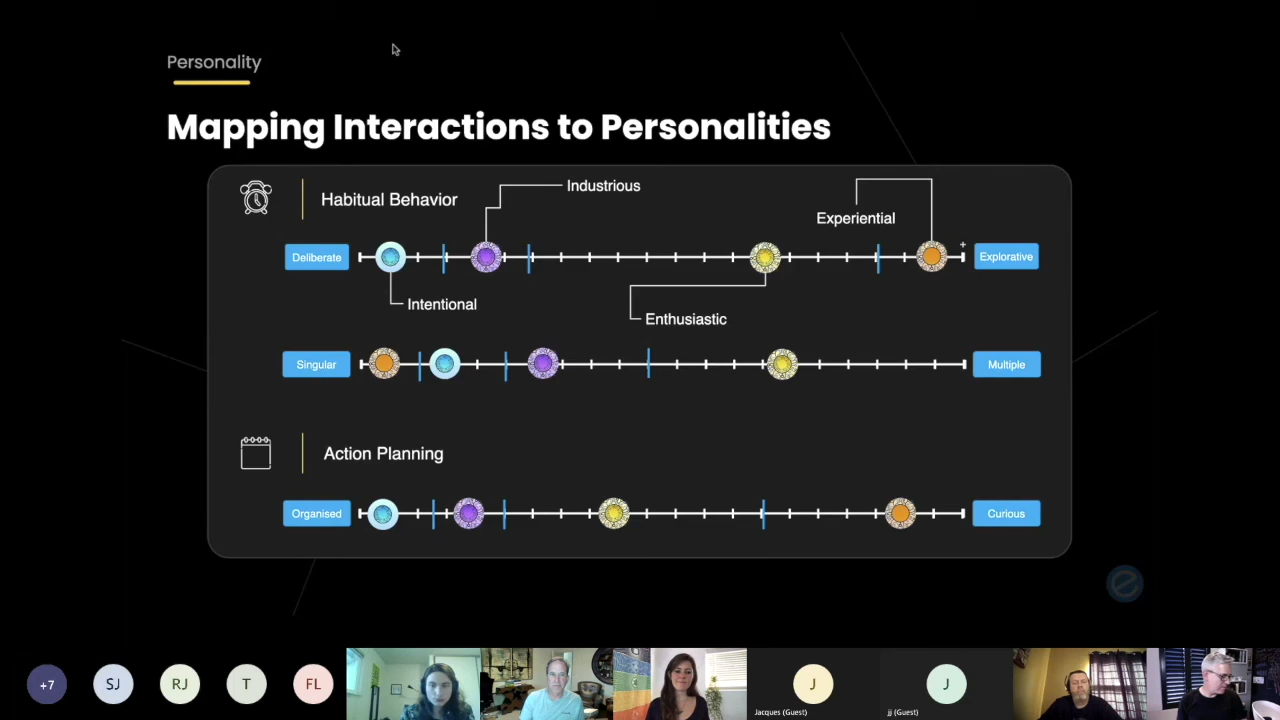 Personality
Mapping Interactions to Personalities
Habitual Behavior
Industrious
Experiential
Deliberate
Explorative
Intentional
Enthusiastic
Singular
Multiple
Action Planning
Organised
Curious
+7
SJ
RJ
T
FL
J
Jacques (Guest)
J
jj (Guest)